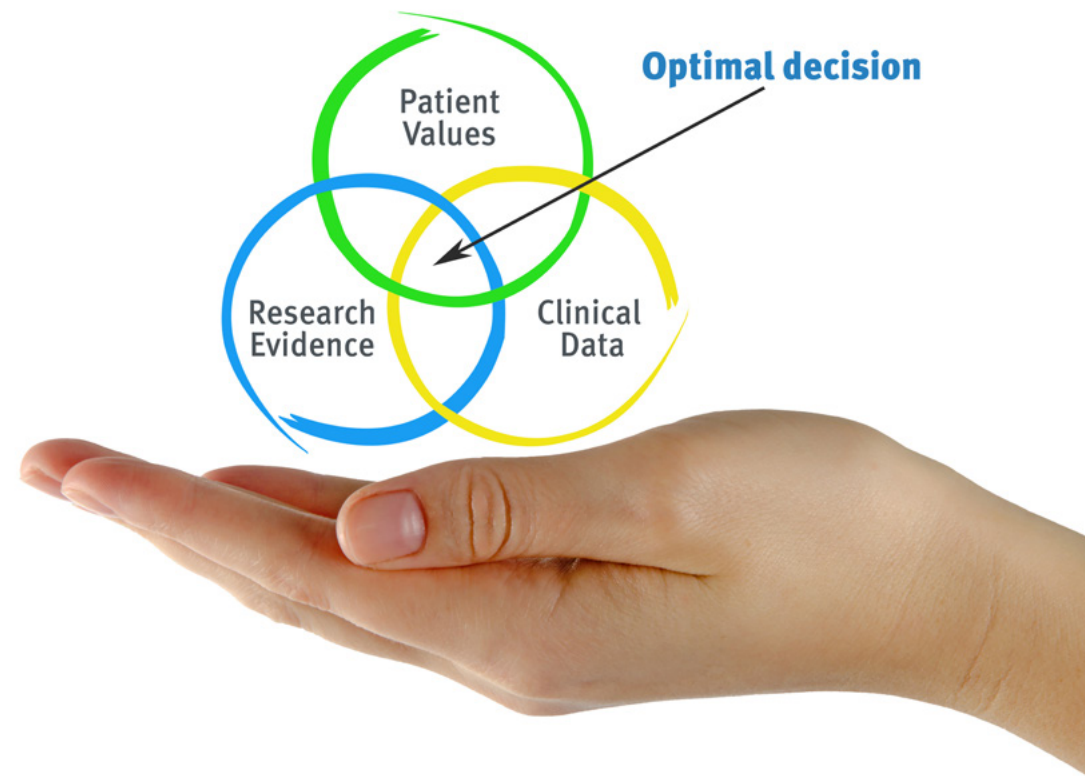 Optimal decision
Patient
Values
Research
Evidence
Clinical
Data